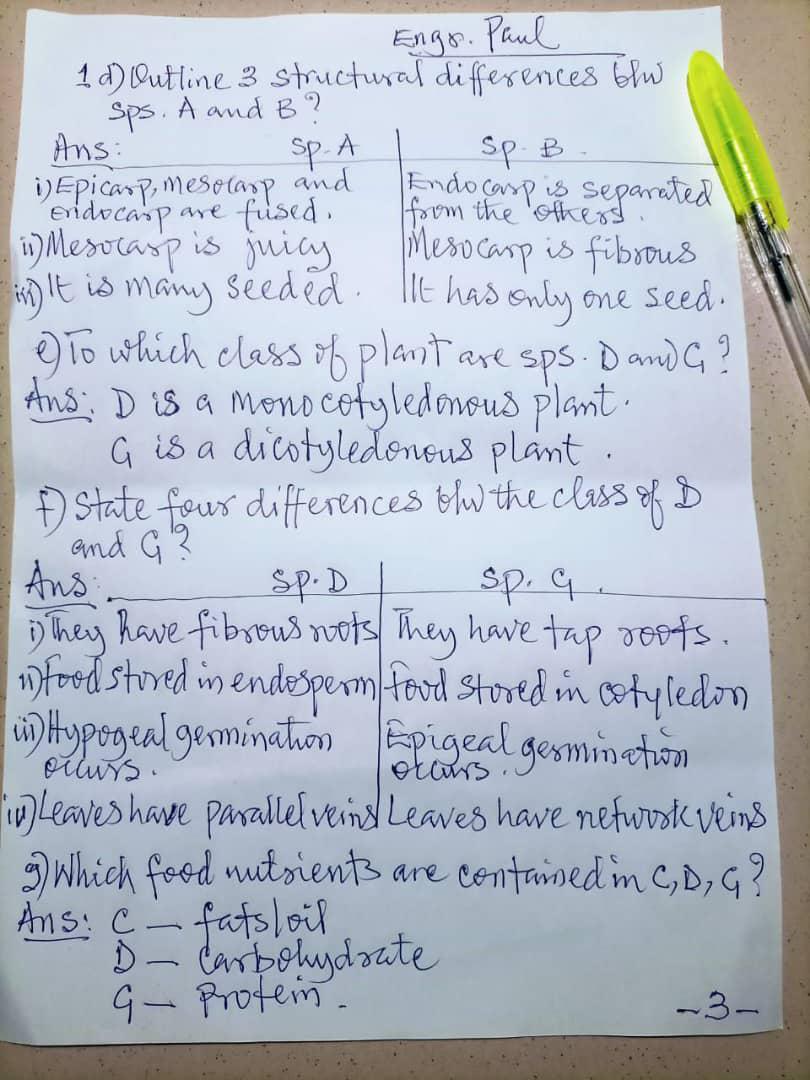 Engr. Paul
1 d) Outline 3 structural differences b/w
sps. A and B?
Ans: Sp. A Sp. B.
i) Epicarp, mesocarp and Endocarp is separated
endocarp are fused. from the others.
ii) Mesocarp is juicy Mesocarp is fibrous
iii) It is many seeded. It has only one seed.
e) To which class of plant are sps. D and G?
Ans: D is a monocotyledonous plant.
G is a dicotyledonous plant.
f) State four differences b/w the class of D
and G?
Ans: Sp. D Sp. G.
i) They have fibrous roots They have tap roots.
ii) Food stored in endosperm food stored in cotyledon
iii) Hypogeal germination Epigeal germination
occurs. occurs.
iv) Leaves have parallel veins Leaves have network veins
g) Which food nutrients are contained in C, D, G?
Ans: C — fats/oil
D — Carbohydrate
G — Protein.
-3-